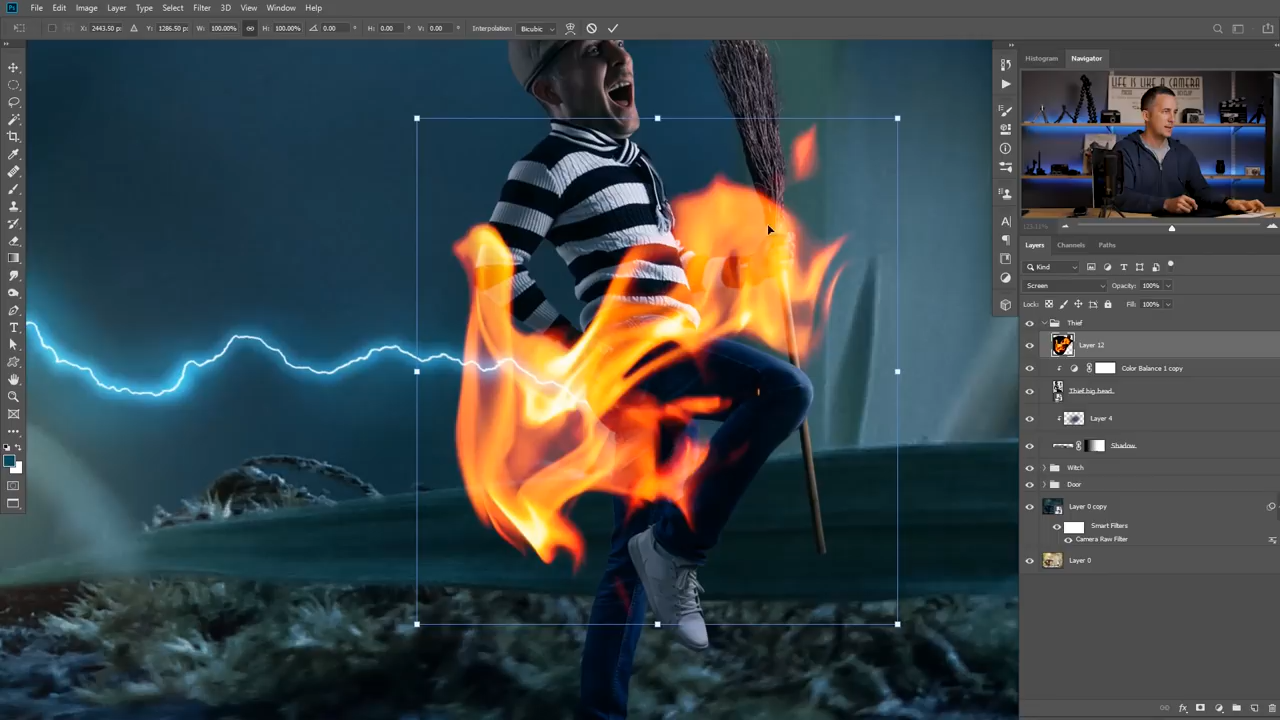 Ps File Edit Image Layer Type Select Filter 3D View Window Help
X: 2443.50 px Y: 1286.50 px W: 100.00% H: 100.00% 0.00 H: 0.00 V: 0.00 Interpolation: Bicubic
Histogram Navigator
LIFE IS LIKE A CAMERA
Layers Channels Paths
Kind
Screen Opacity: 100%
Lock: Fill: 100%
Thief
Layer 12
Color Balance 1 copy
Thief big head
Layer 4
Shadow
Witch
Door
Layer 0 copy
Smart Filters
Camera Raw Filter
Layer 0